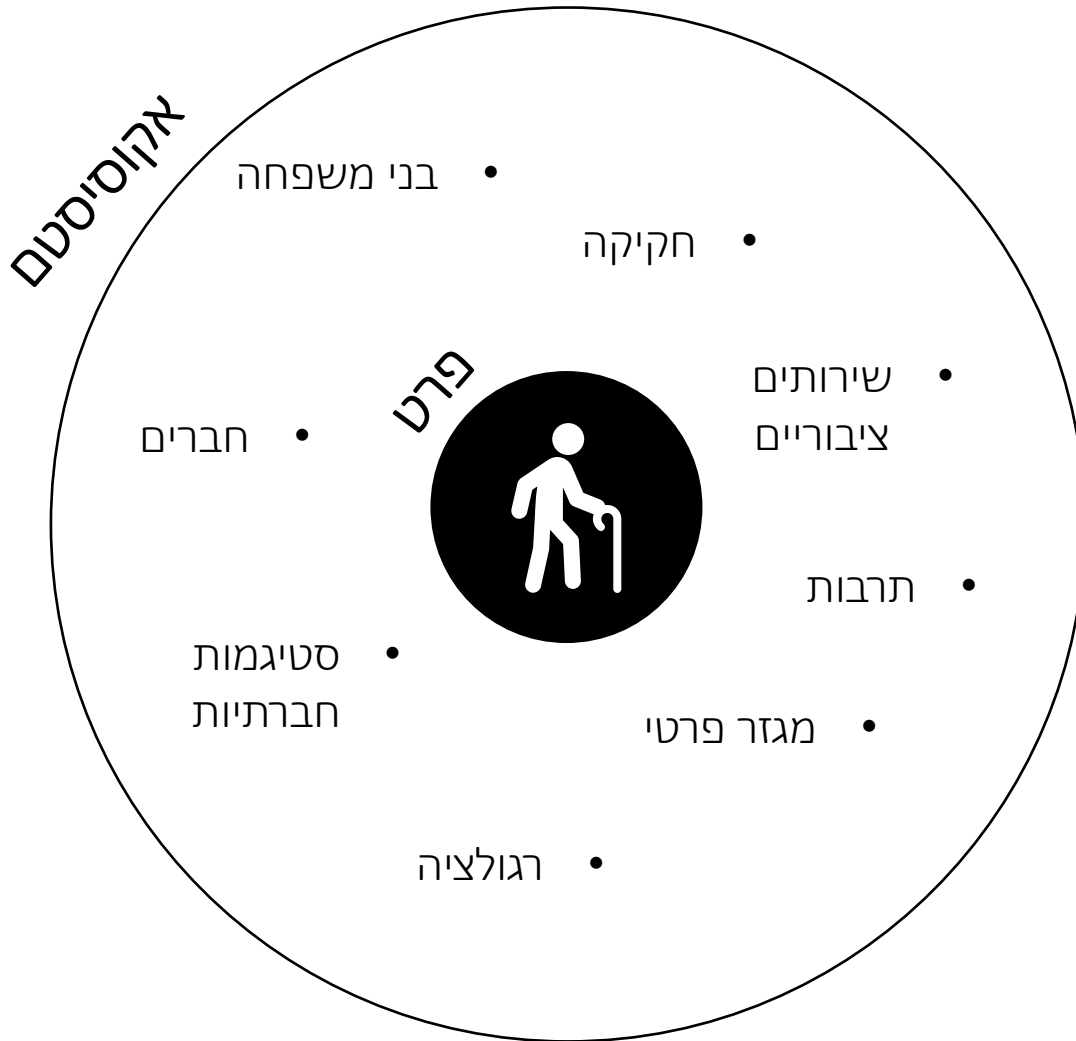 אקוסיסטם
בני משפחה
חקיקה
פרט
שירותים
ציבוריים
חברים
תרבות
סטיגמות
חברתיות
מגזר פרטי
רגולציה